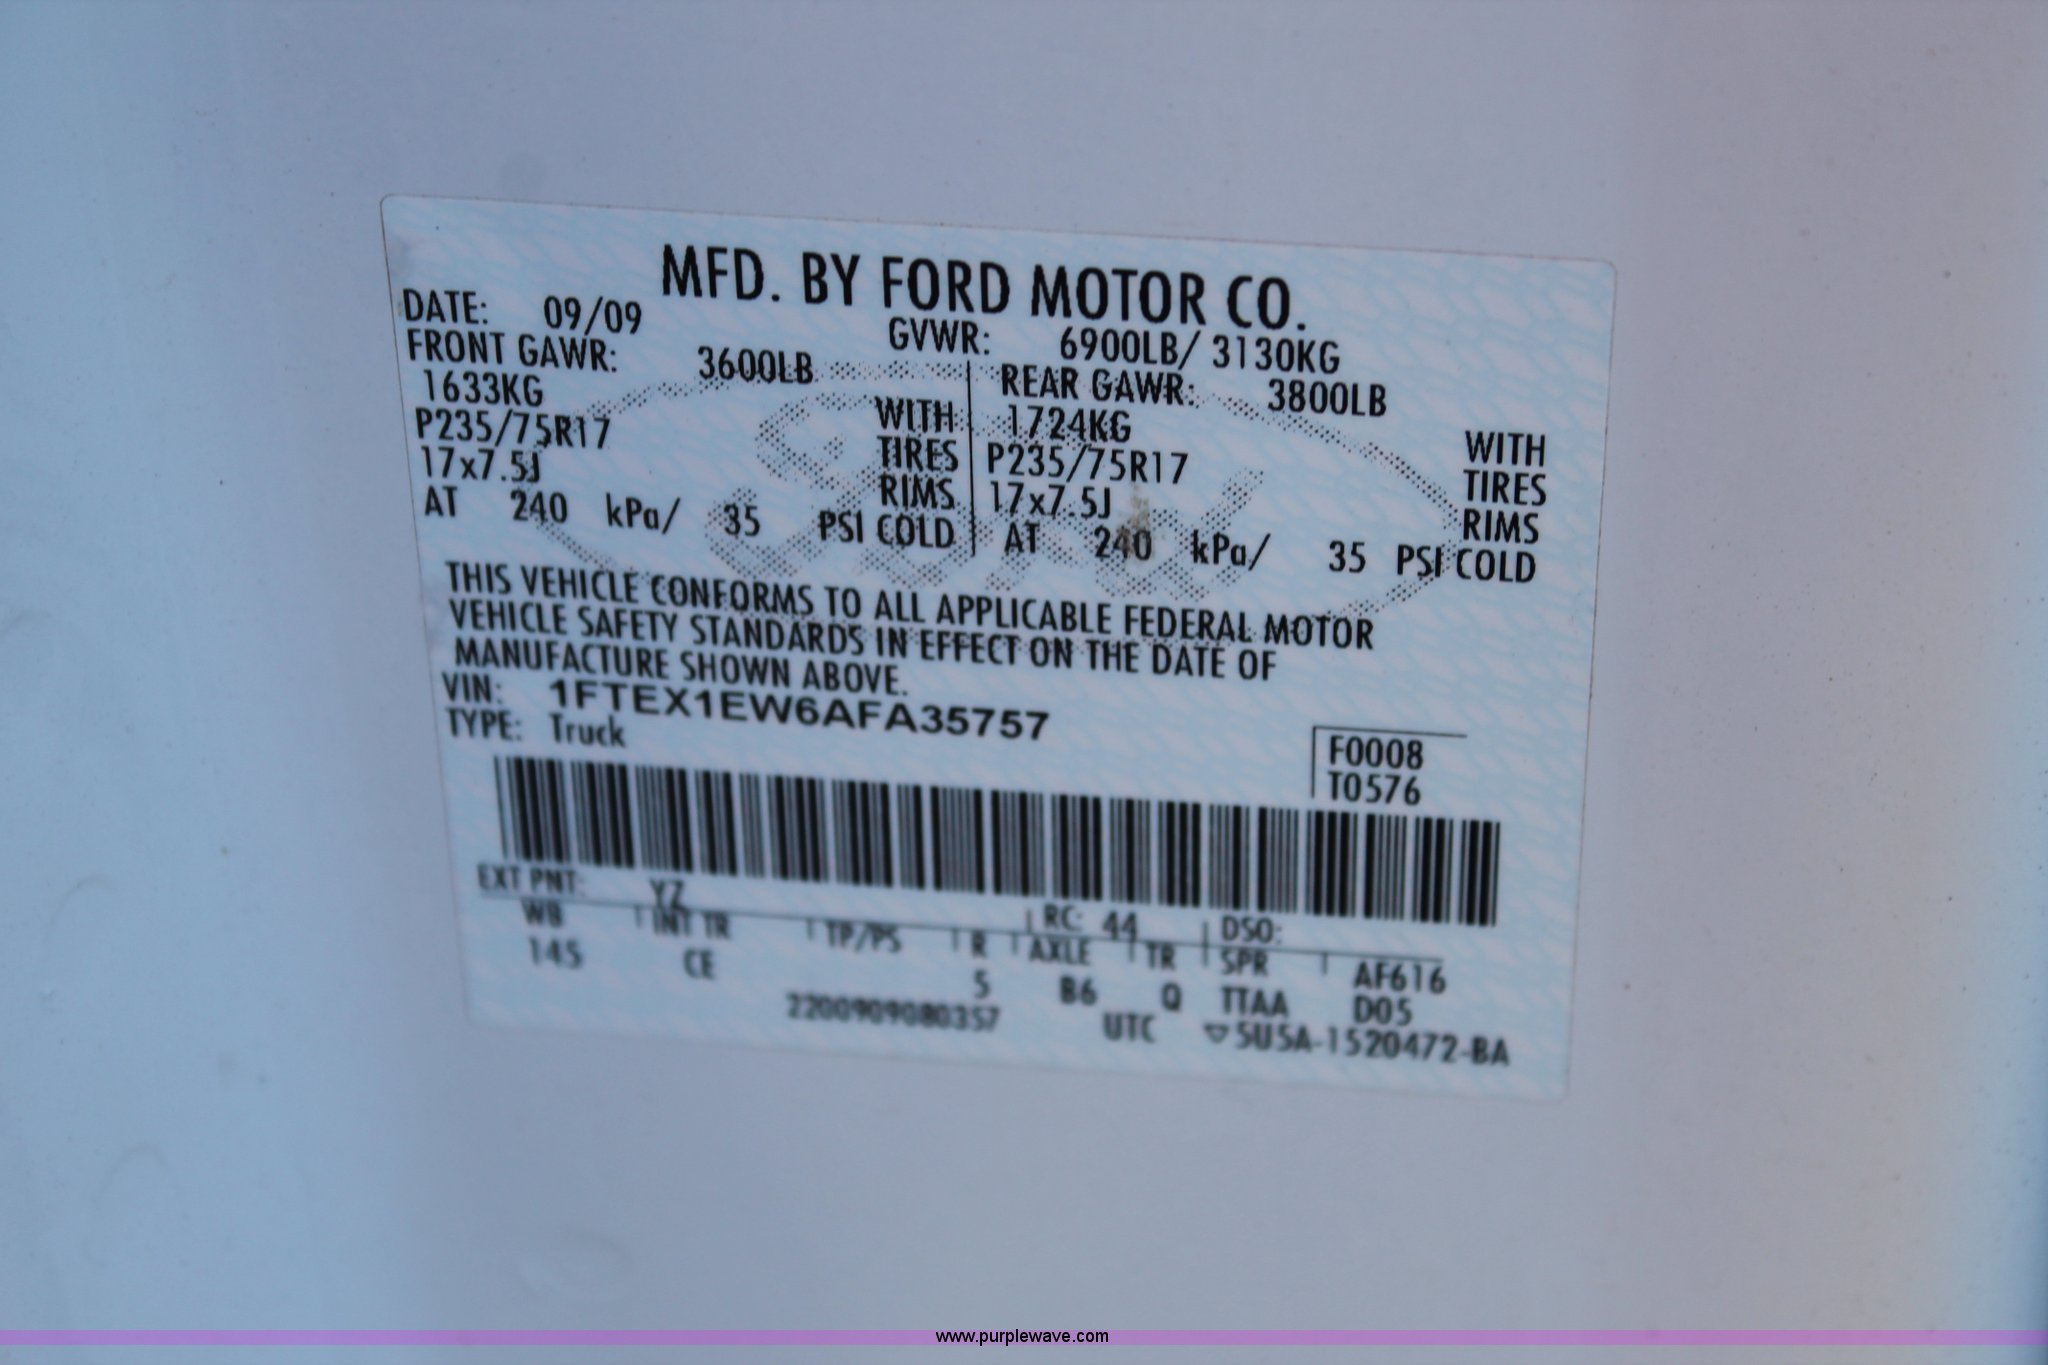 MFD. BY FORD MOTOR CO.
DATE: 09/09 GVWR: 6900LB/ 3130KG
FRONT GAWR: 3600LB REAR GAWR: 3800LB
1633KG WITH 1724KG WITH
P235/75R17 TIRES P235/75R17 TIRES
17x7.5J RIMS 17x7.5J RIMS
AT 240 kPa/ 35 PSI COLD AT 240 kPa/ 35 PSI COLD
THIS VEHICLE CONFORMS TO ALL APPLICABLE FEDERAL MOTOR
VEHICLE SAFETY STANDARDS IN EFFECT ON THE DATE OF
MANUFACTURE SHOWN ABOVE.
VIN: 1FTEX1EW6AFA35757
TYPE: Truck
F0008
T0576
EXT PNT: YZ RC: 44 DSO:
WB INT TR TP/PS R AXLE TR SPR AF616
145 CE 5 B6 Q TTAA D05
2200909080357 UTC ▽5U5A-1520472-BA
Ford
www.purplewave.com